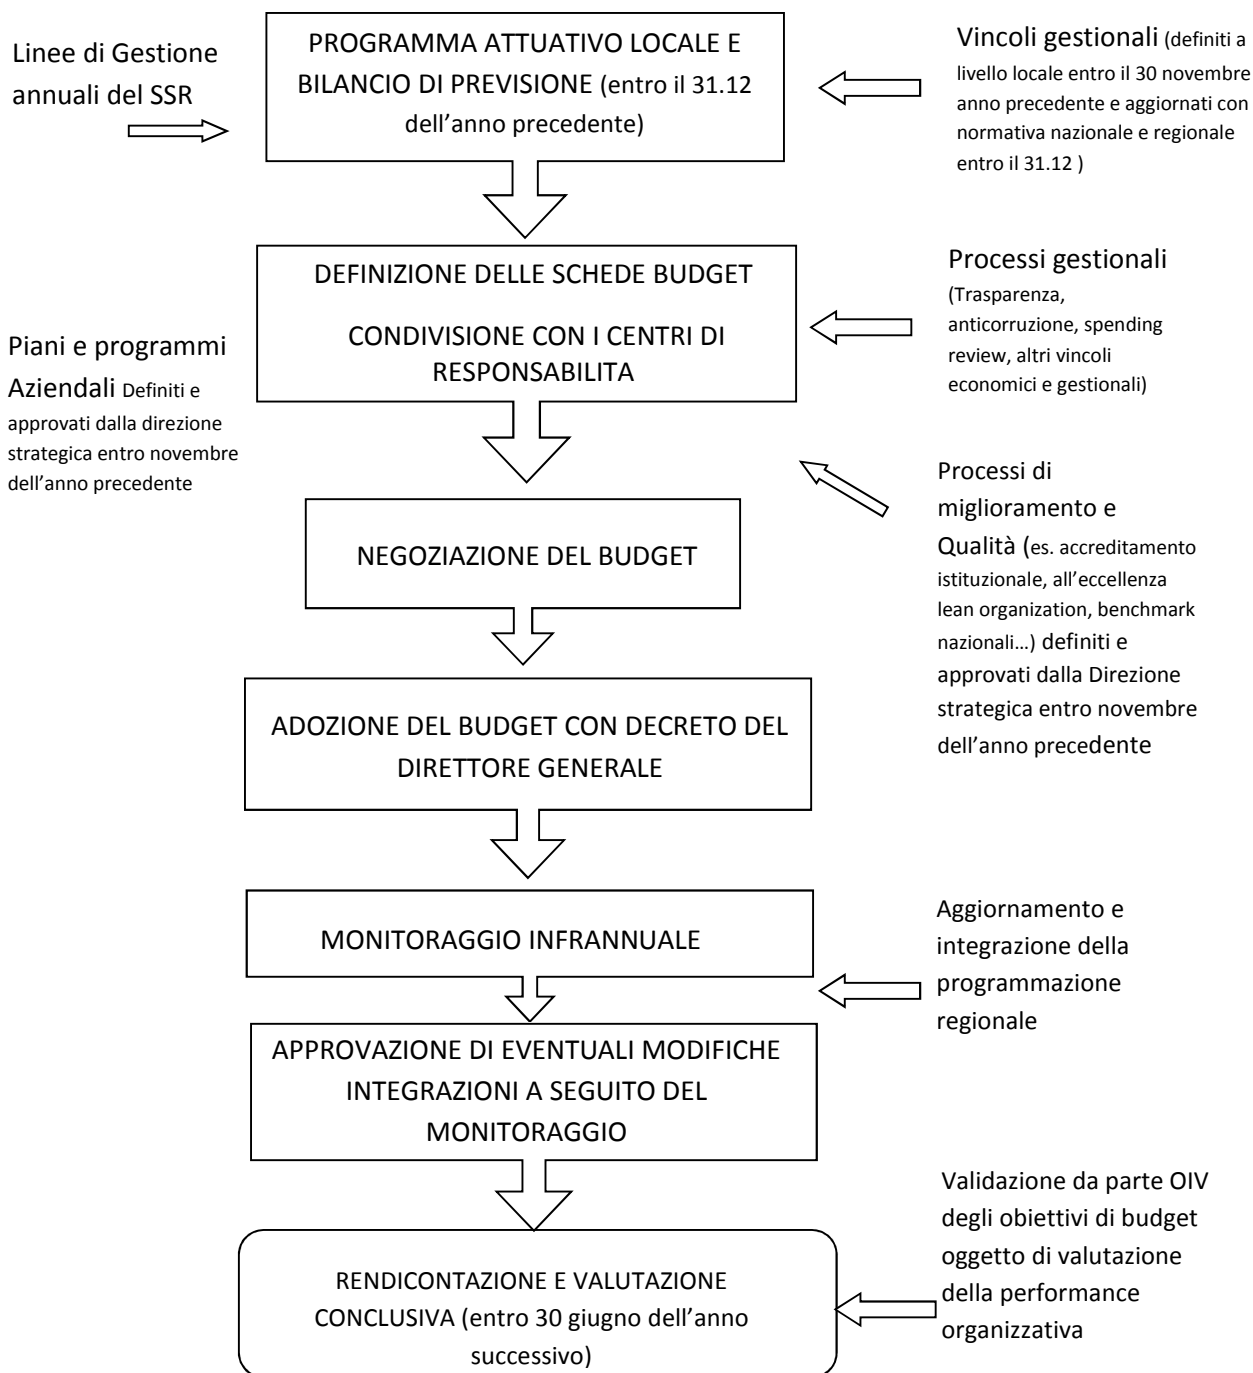 Linee di Gestione
annuali del SSR
PROGRAMMA ATTUATIVO LOCALE E
BILANCIO DI PREVISIONE (entro il 31.12
dell’anno precedente)
Vincoli gestionali (definiti a
livello locale entro il 30 novembre
anno precedente e aggiornati con
normativa nazionale e regionale
entro il 31.12 )
DEFINIZIONE DELLE SCHEDE BUDGET
CONDIVISIONE CON I CENTRI DI
RESPONSABILITA
Processi gestionali
(Trasparenza,
anticorruzione, spending
review, altri vincoli
economici e gestionali)
Piani e programmi
Aziendali Definiti e
approvati dalla direzione
strategica entro novembre
dell’anno precedente
Processi di
miglioramento e
Qualità (es. accreditamento
istituzionale, all’eccellenza
lean organization, benchmark
nazionali…) definiti e
approvati dalla Direzione
strategica entro novembre
dell’anno precedente
NEGOZIAZIONE DEL BUDGET
ADOZIONE DEL BUDGET CON DECRETO DEL
DIRETTORE GENERALE
MONITORAGGIO INFRANNUALE
Aggiornamento e
integrazione della
programmazione
regionale
APPROVAZIONE DI EVENTUALI MODIFICHE
INTEGRAZIONI A SEGUITO DEL
MONITORAGGIO
Validazione da parte OIV
degli obiettivi di budget
oggetto di valutazione
della performance
organizzativa
RENDICONTAZIONE E VALUTAZIONE
CONCLUSIVA (entro 30 giugno dell’anno
successivo)